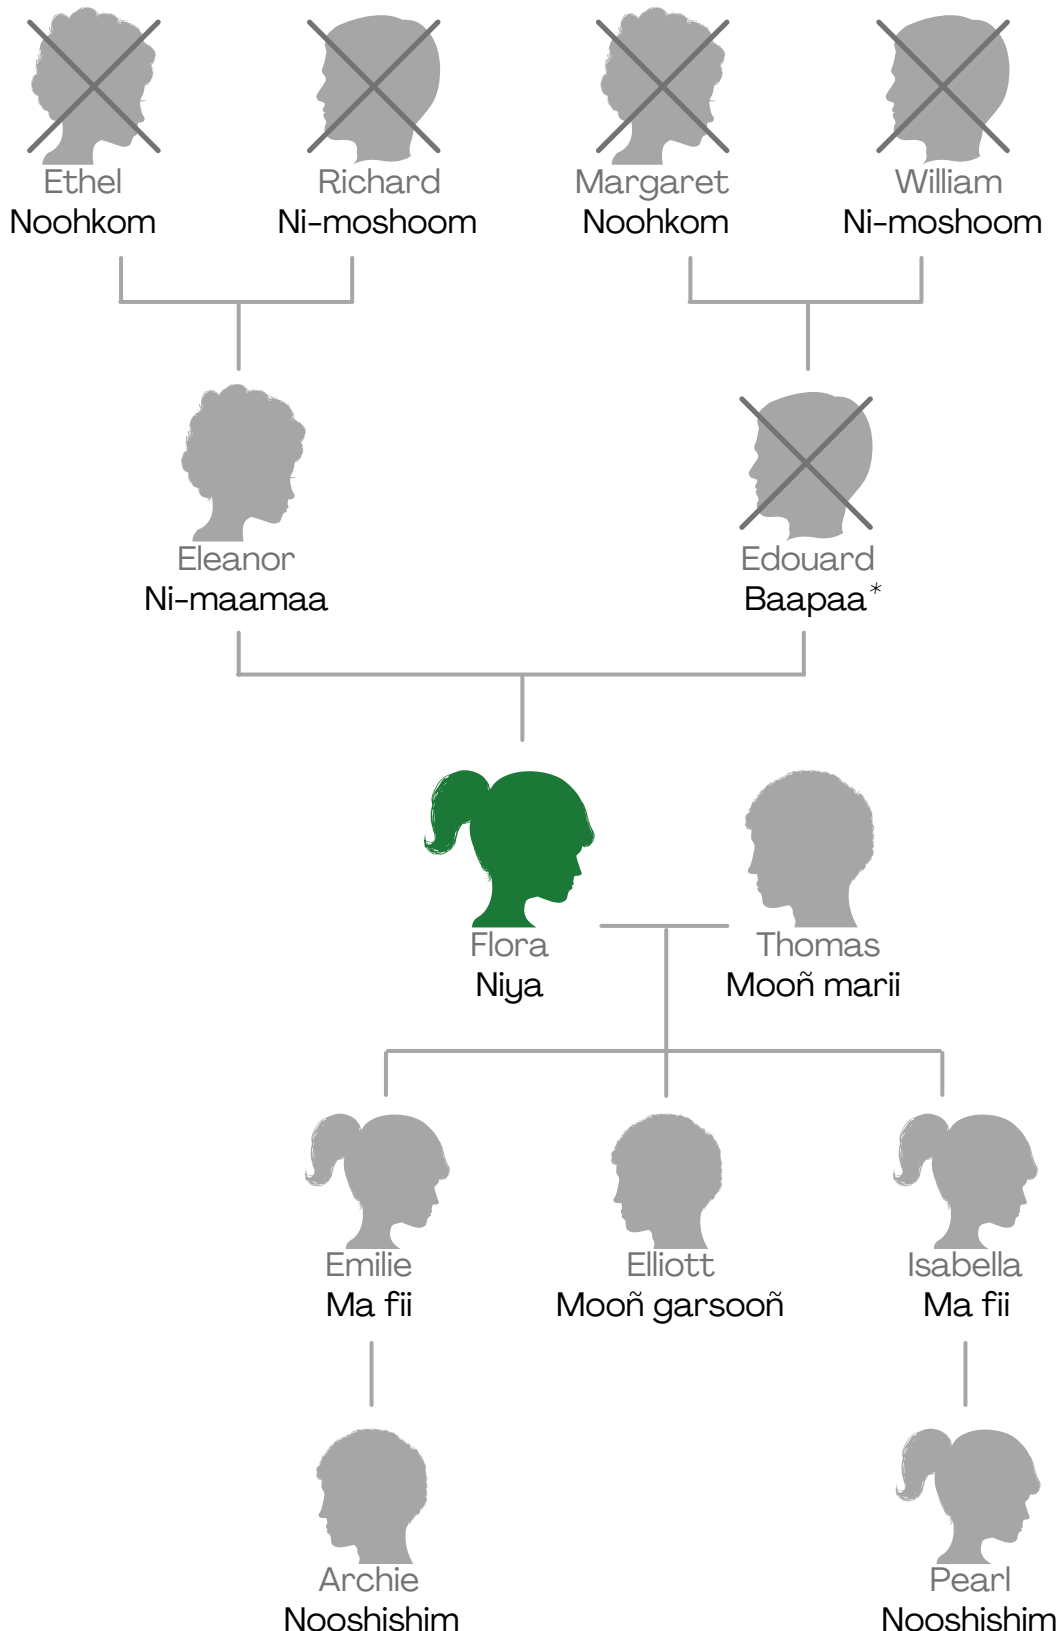 Ethel
Noohkom
Richard
Ni-moshoom
Margaret
Noohkom
William
Ni-moshoom
Eleanor
Ni-maamaa
Edouard
Baapaa*
Flora
Niya
Thomas
Mooñ marii
Emilie
Ma fii
Elliott
Mooñ garsooñ
Isabella
Ma fii
Archie
Nooshishim
Pearl
Nooshishim